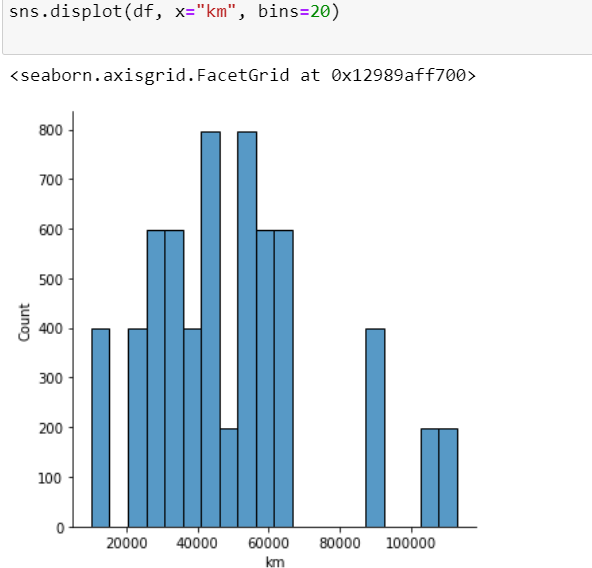 sns.displot(df, x="km", bins=20)
<seaborn.axisgrid.FacetGrid at 0x12989aff700>
800
700
600
500
400
300
200
100
0
Count
20000 40000 60000 80000 100000
km